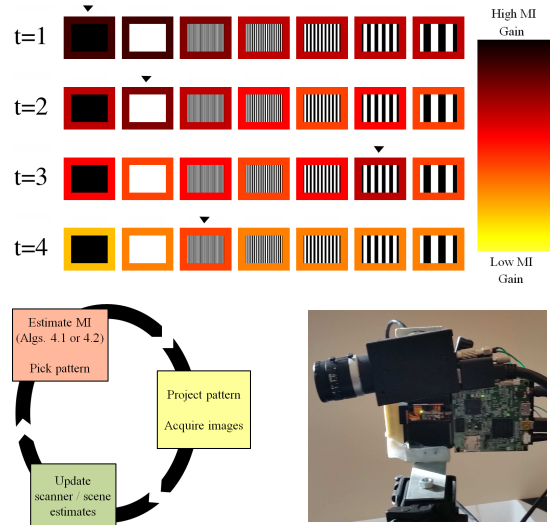 High MI
Gain
t=1
t=2
t=3
t=4
Low MI
Gain
Estimate MI
(Algs. 4.1 or 4.2)
Pick pattern
Project pattern
Acquire images
Update
scanner / scene
estimates